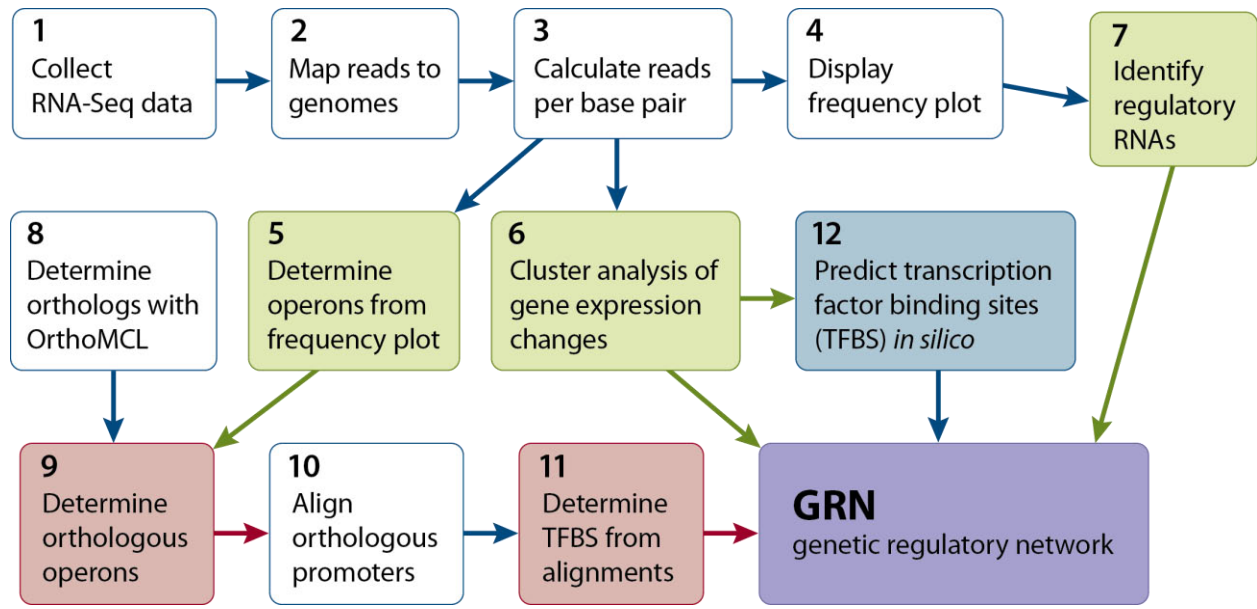 1
Collect
RNA-Seq data
2
Map reads to
genomes
3
Calculate reads
per base pair
4
Display
frequency plot
7
Identify
regulatory
RNAs
8
Determine
orthologs with
OrthoMCL
5
Determine
operons from
frequency plot
6
Cluster analysis of
gene expression
changes
12
Predict transcription
factor binding sites
(TFBS) in silico
9
Determine
orthologous
operons
10
Align
orthologous
promoters
11
Determine
TFBS from
alignments
GRN
genetic regulatory network